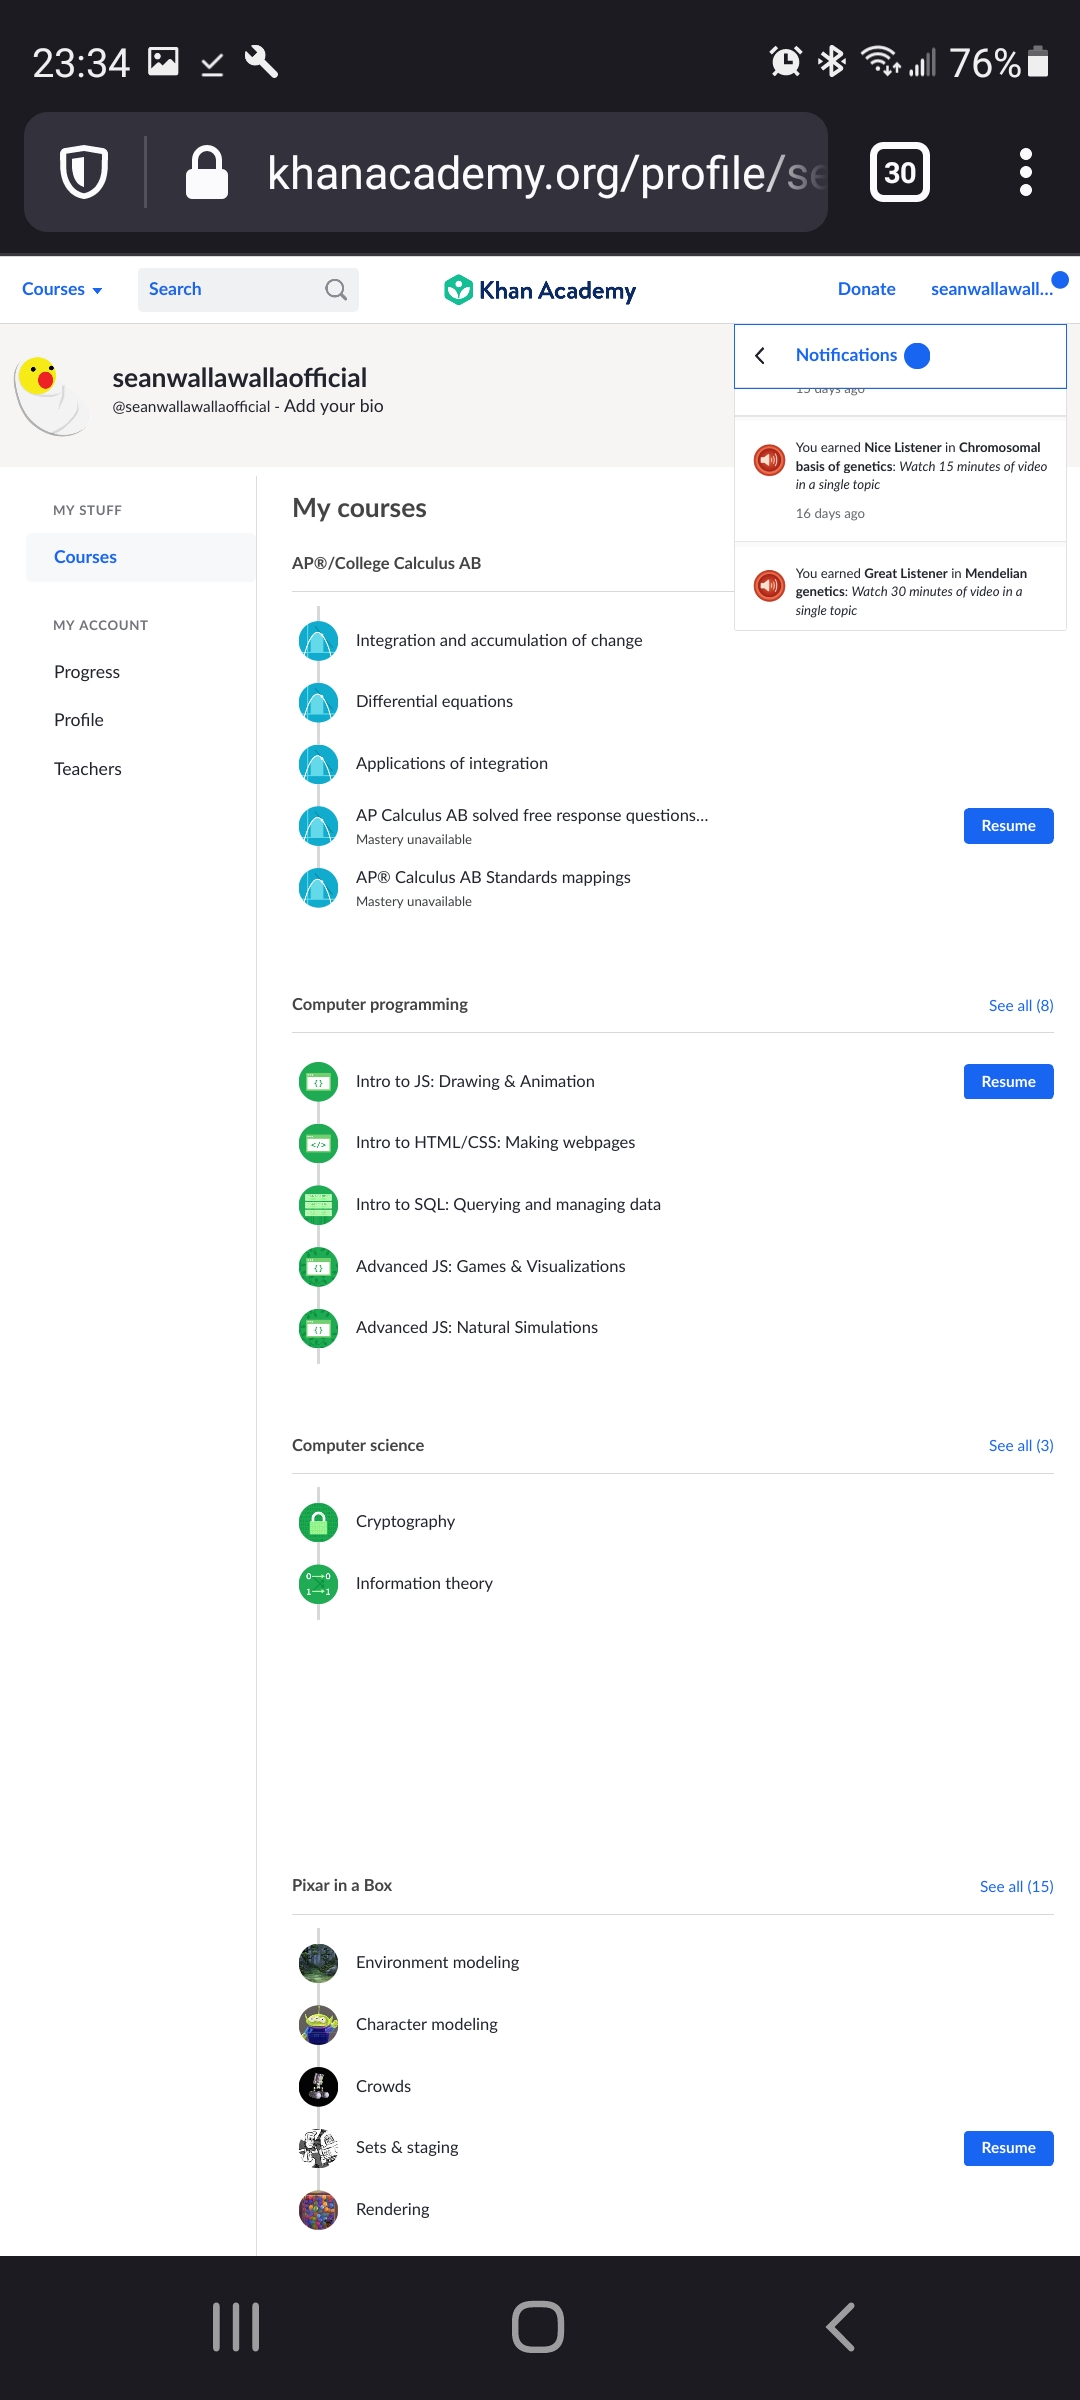 23:34
76%
khanacademy.org/profile/se
30
Courses
Search
Khan Academy
Donate
seanwallawall...
Notifications
15 days ago
seanwallawallaofficial
@seanwallawallaofficial - Add your bio
You earned Nice Listener in Chromosomal
basis of genetics: Watch 15 minutes of video
in a single topic
16 days ago
You earned Great Listener in Mendelian
genetics: Watch 30 minutes of video in a
single topic
MY STUFF
Courses
MY ACCOUNT
Progress
Profile
Teachers
My courses
AP®/College Calculus AB
Integration and accumulation of change
Differential equations
Applications of integration
AP Calculus AB solved free response questions...
Mastery unavailable
Resume
AP® Calculus AB Standards mappings
Mastery unavailable
Computer programming
See all (8)
Intro to JS: Drawing & Animation
Resume
Intro to HTML/CSS: Making webpages
Intro to SQL: Querying and managing data
Advanced JS: Games & Visualizations
Advanced JS: Natural Simulations
Computer science
See all (3)
Cryptography
0→0
1→1
Information theory
Pixar in a Box
See all (15)
Environment modeling
Character modeling
Crowds
Sets & staging
Resume
Rendering